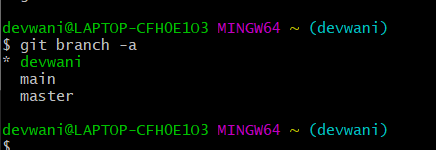 devwani@LAPTOP-CFH0E1O3 MINGW64 ~ (devwani)
$ git branch -a
* devwani
  main
  master

devwani@LAPTOP-CFH0E1O3 MINGW64 ~ (devwani)
$